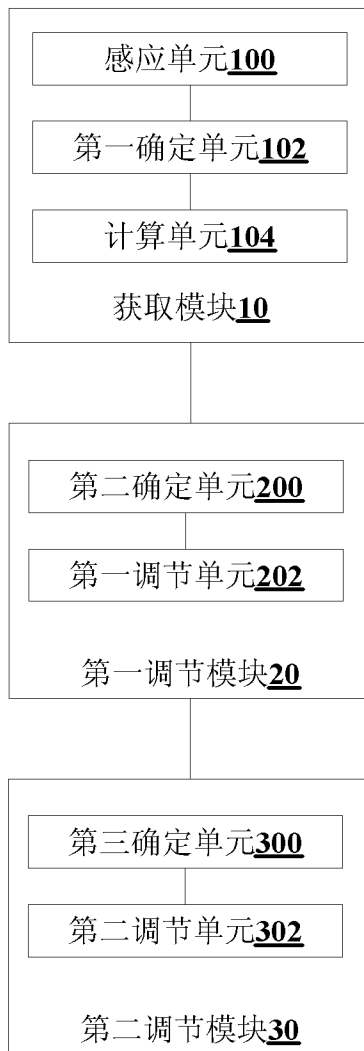 感应单元100
第一确定单元102
计算单元104
获取模块10
第二确定单元200
第一调节单元202
第一调节模块20
第三确定单元300
第二调节单元302
第二调节模块30